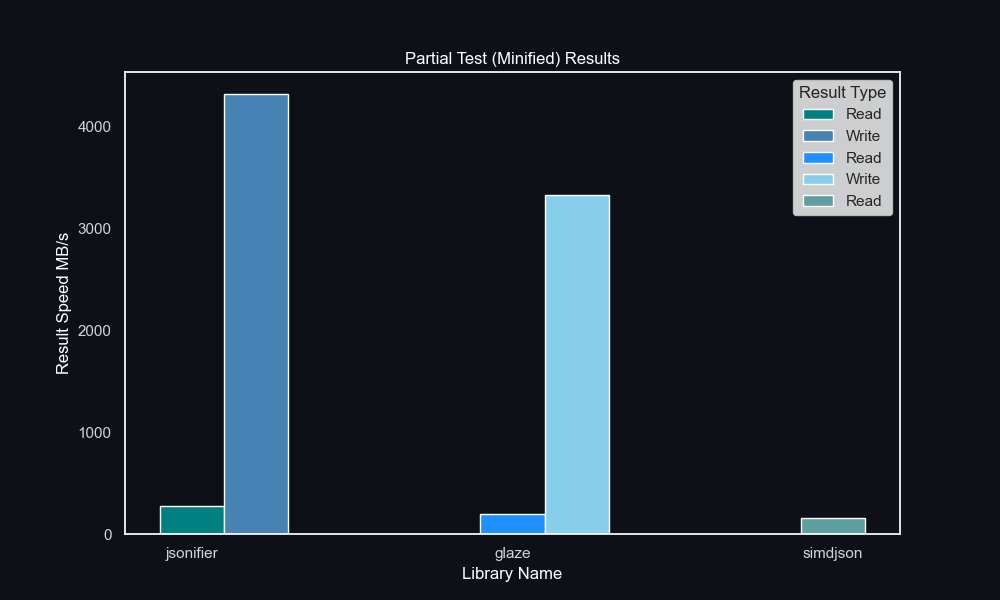 Partial Test (Minified) Results
Result Type
Read
Write
Read
Write
Read
4000
3000
2000
1000
0
Result Speed MB/s
jsonifier glaze simdjson
Library Name